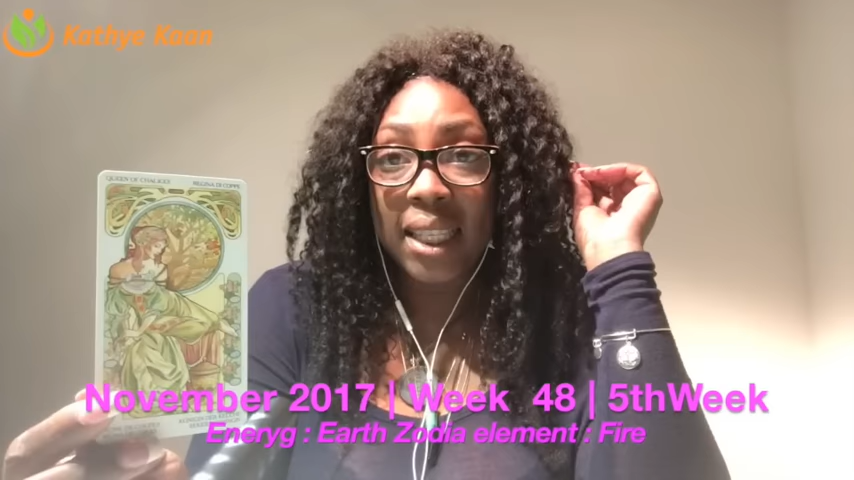 Kathye Koan
QUEEN OF CHALICES
REGINA DI COPPE
November 2017 | Week 48 | 5thWeek
Eneryg : Earth Zodia element : Fire